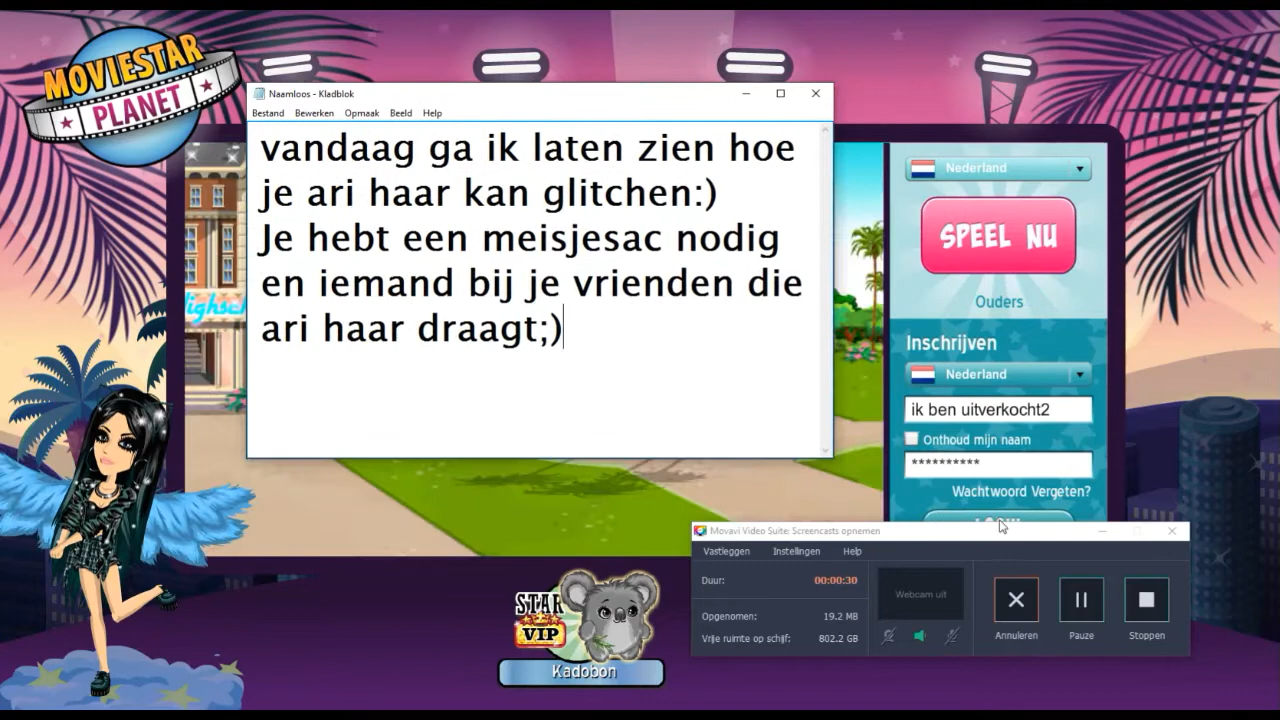 MOVIESTAR
PLANET
Naamloos - Kladblok
Bestand Bewerken Opmaak Beeld Help
vandaag ga ik laten zien hoe
je ari haar kan glitchen:)
Je hebt een meisjesac nodig
en iemand bij je vrienden die
ari haar draagt;)
Nederland
SPEEL NU
Ouders
Inschrijven
Nederland
ik ben uitverkocht2
Onthoud mijn naam
**********
Wachtwoord Vergeten?
Movavi Video Suite: Screencasts opnemen
Vastleggen Instellingen Help
Duur: 00:00:30
Opgenomen: 19.2 MB
Vrije ruimte op schijf: 802.2 GB
Webcam uit
Annuleren Pauze Stoppen
STAR
VIP
Kadobon